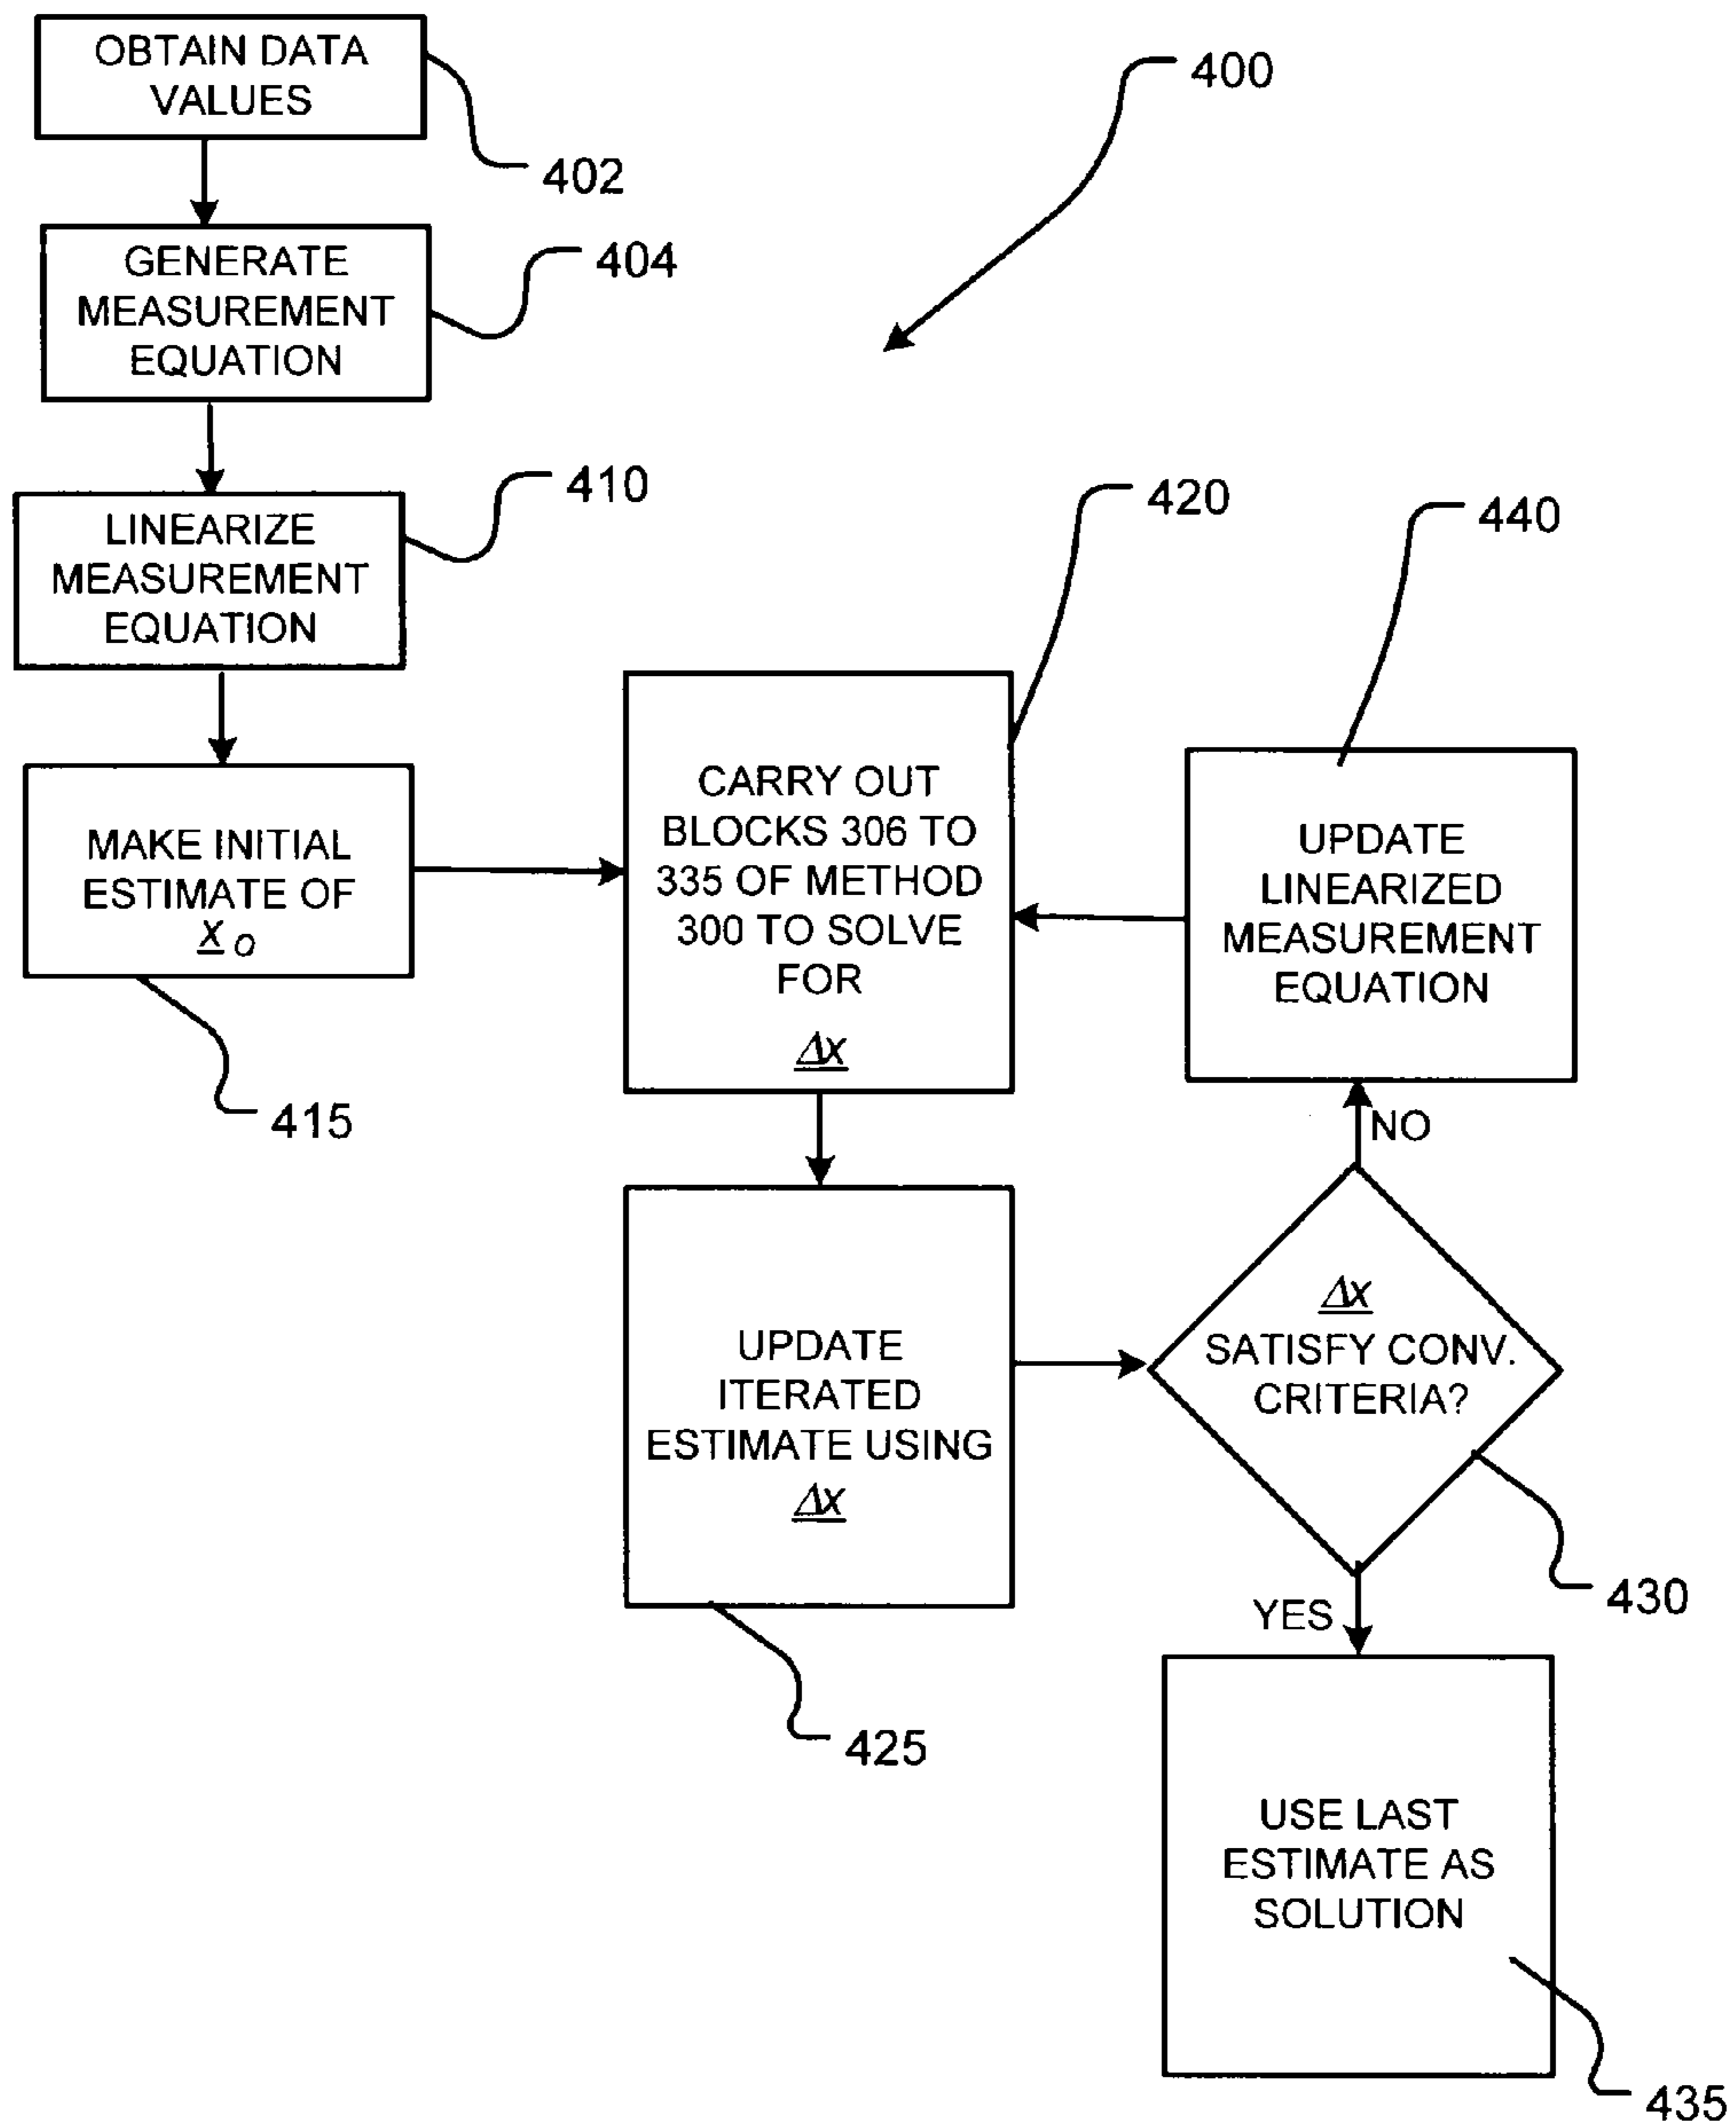 OBTAIN DATA
VALUES
402
400
GENERATE
MEASUREMENT
EQUATION
404
LINEARIZE
MEASUREMENT
EQUATION
410
MAKE INITIAL
ESTIMATE OF
x o
415
CARRY OUT
BLOCKS 306 TO
335 OF METHOD
300 TO SOLVE
FOR
Δx
420
UPDATE
LINEARIZED
MEASUREMENT
EQUATION
440
NO
UPDATE
ITERATED
ESTIMATE USING
Δx
425
Δx
SATISFY CONV.
CRITERIA?
430
YES
USE LAST
ESTIMATE AS
SOLUTION
435